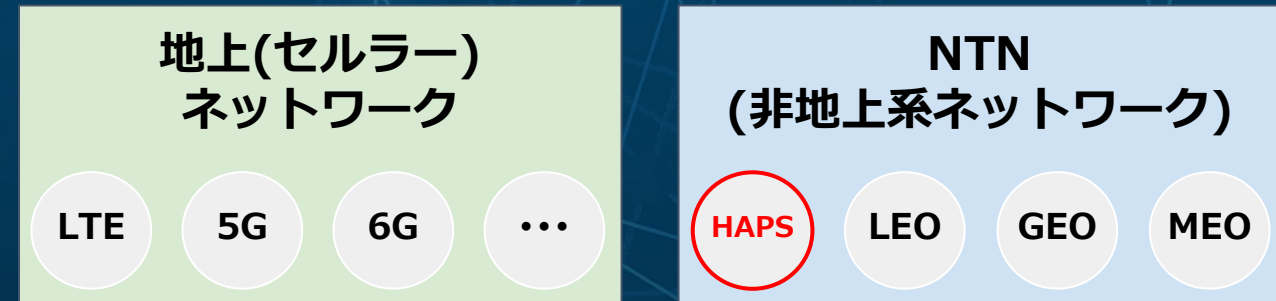 地上(セルラー)
ネットワーク
LTE 5G 6G ・・・
NTN
(非地上系ネットワーク)
HAPS LEO GEO MEO